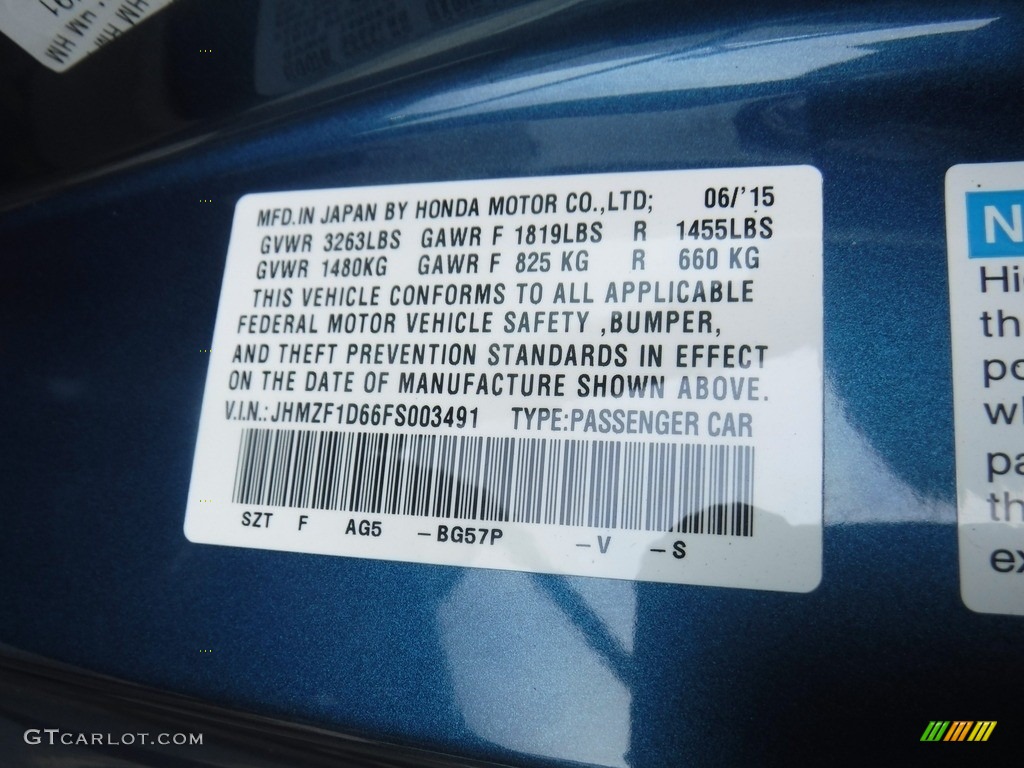 HM HM
MFD.IN JAPAN BY HONDA MOTOR CO.,LTD; 06/'15
GVWR 3263LBS GAWR F 1819LBS R 1455LBS
GVWR 1480KG GAWR F 825 KG R 660 KG
THIS VEHICLE CONFORMS TO ALL APPLICABLE
FEDERAL MOTOR VEHICLE SAFETY ,BUMPER,
AND THEFT PREVENTION STANDARDS IN EFFECT
ON THE DATE OF MANUFACTURE SHOWN ABOVE.
V.I.N.:JHMZF1D66FS003491 TYPE:PASSENGER CAR
SZT F AG5 -BG57P -V -S
N
Hi
th
po
wh
pa
th
ex
GTCARLOT.COM